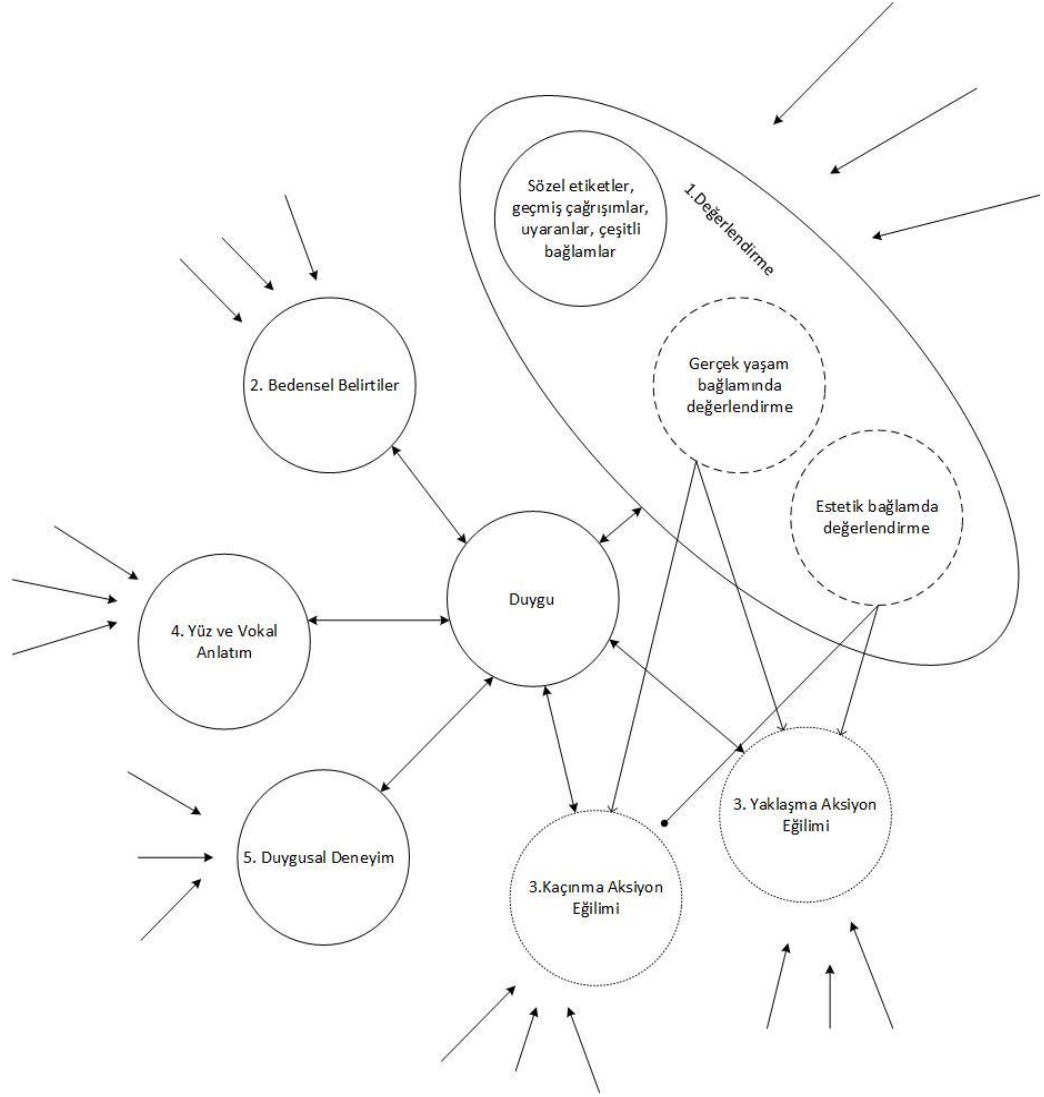 Sözel etiketler,
geçmiş çağrışımlar,
uyaranlar, çeşitli
bağlamlar
1.Değerlendirme
Gerçek yaşam
bağlamında
değerlendirme
Estetik bağlamda
değerlendirme
2. Bedensel Belirtiler
Duygu
4. Yüz ve Vokal
Anlatım
5. Duygusal Deneyim
3.Kaçınma Aksiyon
Eğilimi
3. Yaklaşma Aksiyon
Eğilimi